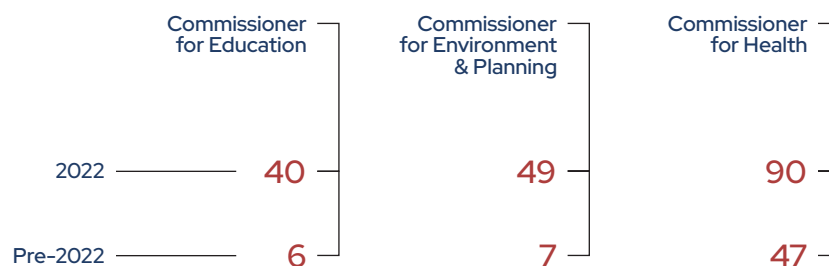 Commissioner
for Education
Commissioner
for Environment
& Planning
Commissioner
for Health
2022 40 49 90
Pre-2022 6 7 47